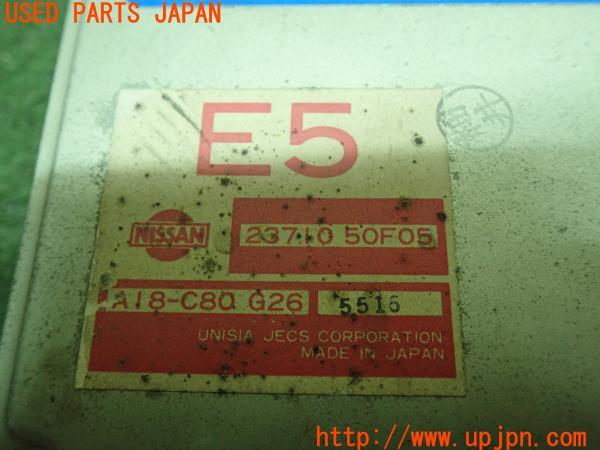 USED PARTS JAPAN
E5
NISSAN
23710 50F05
A18-C80 G26 5516
UNISIA JECS CORPORATION
MADE IN JAPAN
http://www.upjpn.com